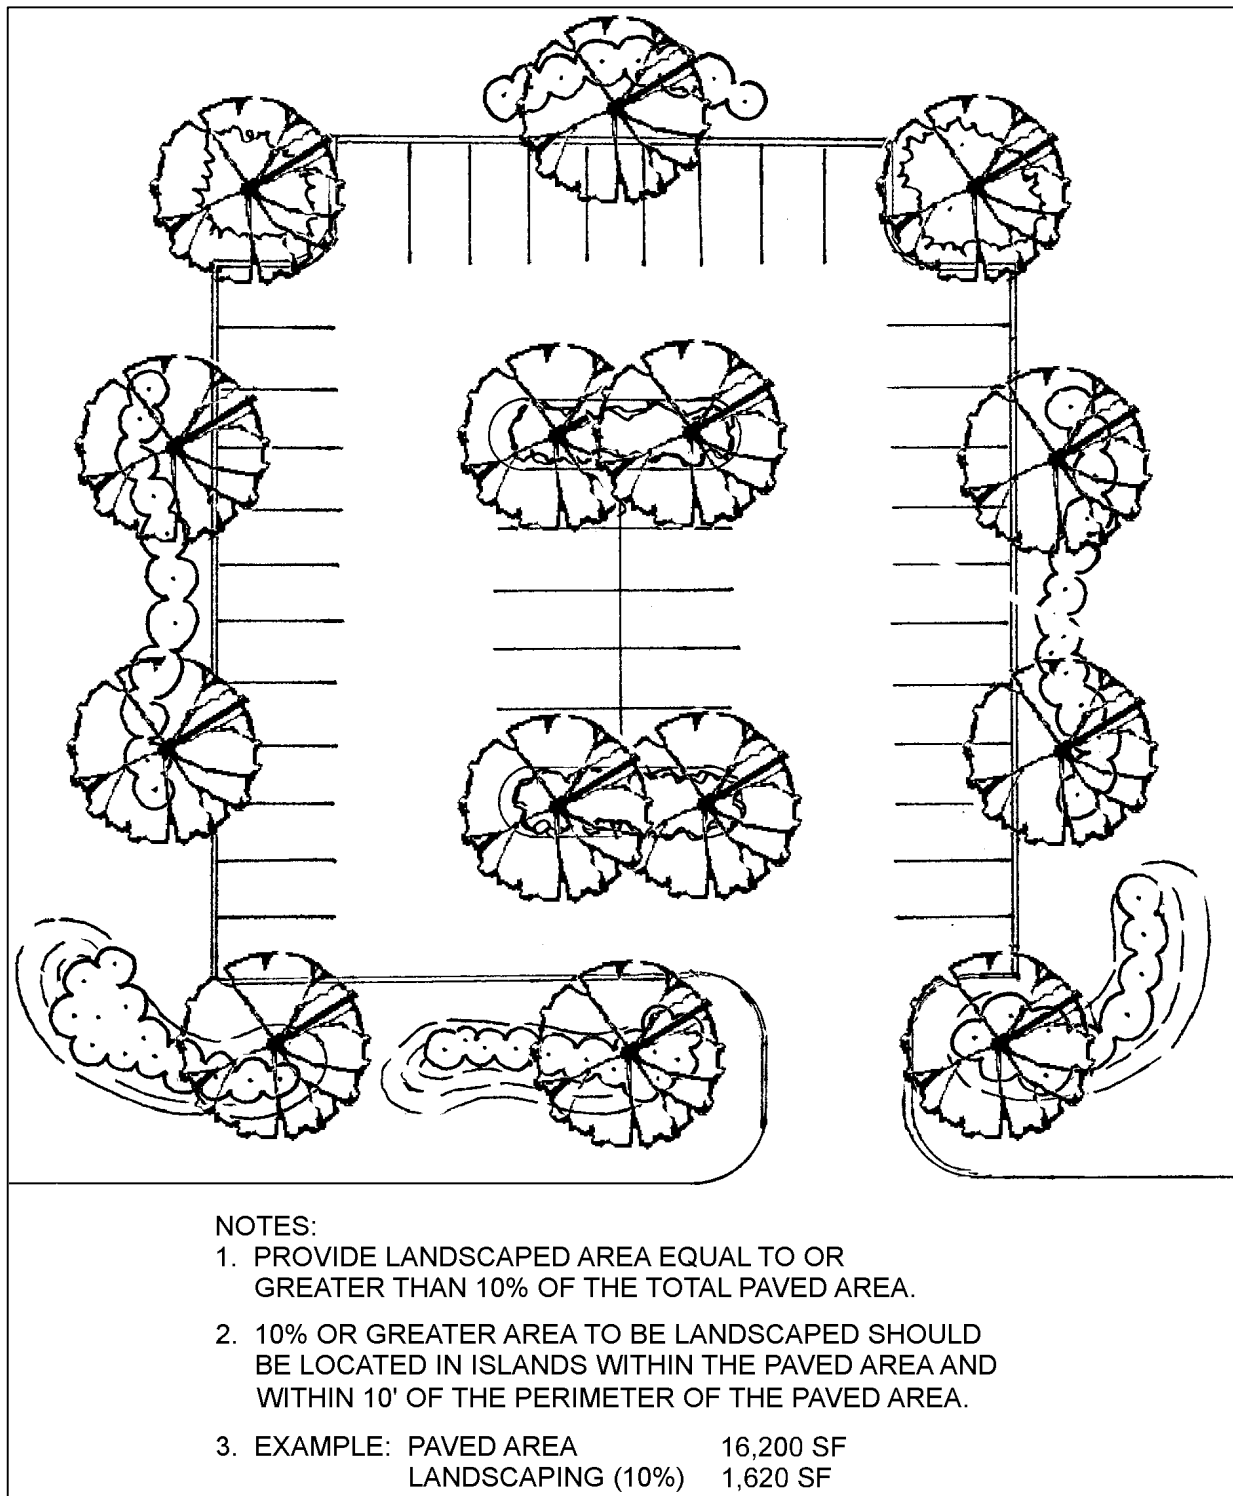 NOTES:
1. PROVIDE LANDSCAPED AREA EQUAL TO OR
GREATER THAN 10% OF THE TOTAL PAVED AREA.
2. 10% OR GREATER AREA TO BE LANDSCAPED SHOULD
BE LOCATED IN ISLANDS WITHIN THE PAVED AREA AND
WITHIN 10' OF THE PERIMETER OF THE PAVED AREA.
3. EXAMPLE: PAVED AREA 16,200 SF
LANDSCAPING (10%) 1,620 SF